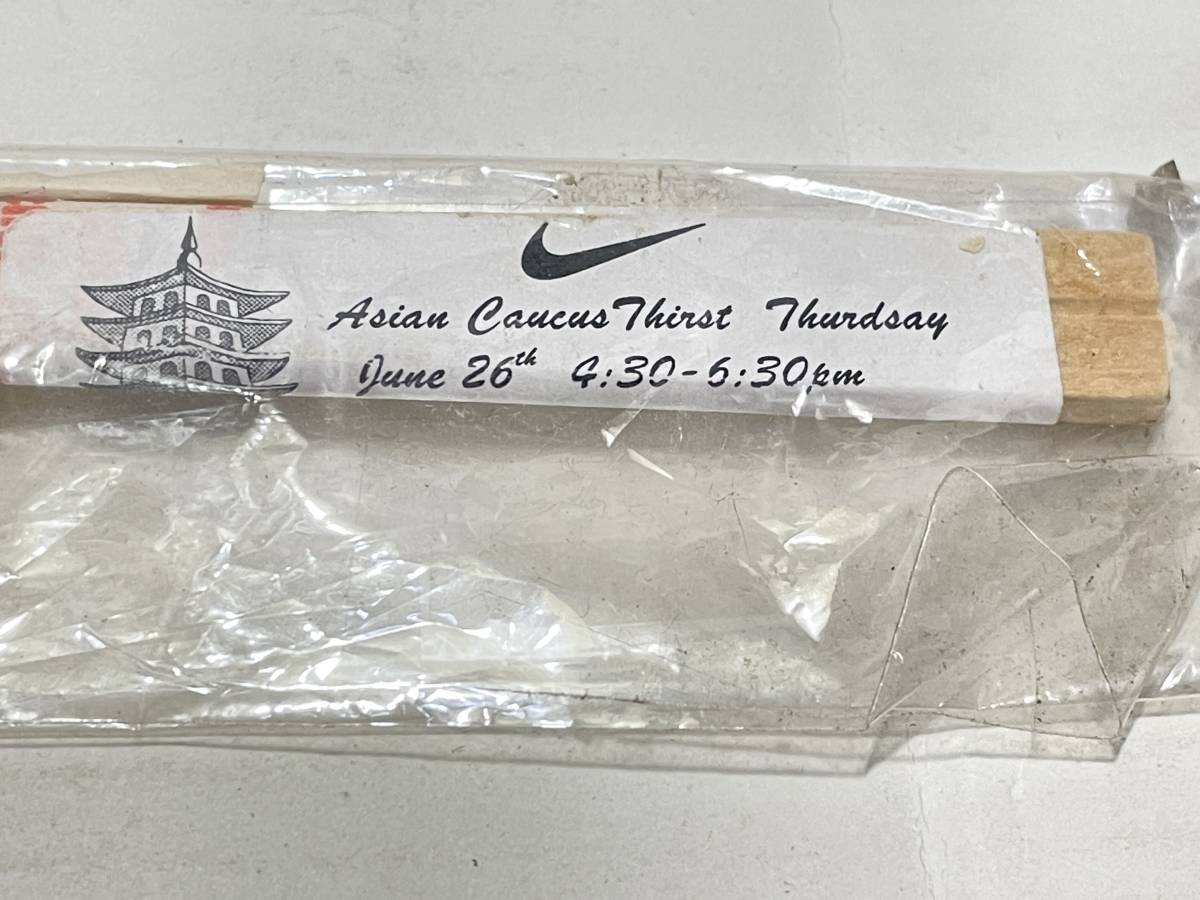 Asian Caucus Thirst Thurdsay
June 26th 4:30-6:30pm